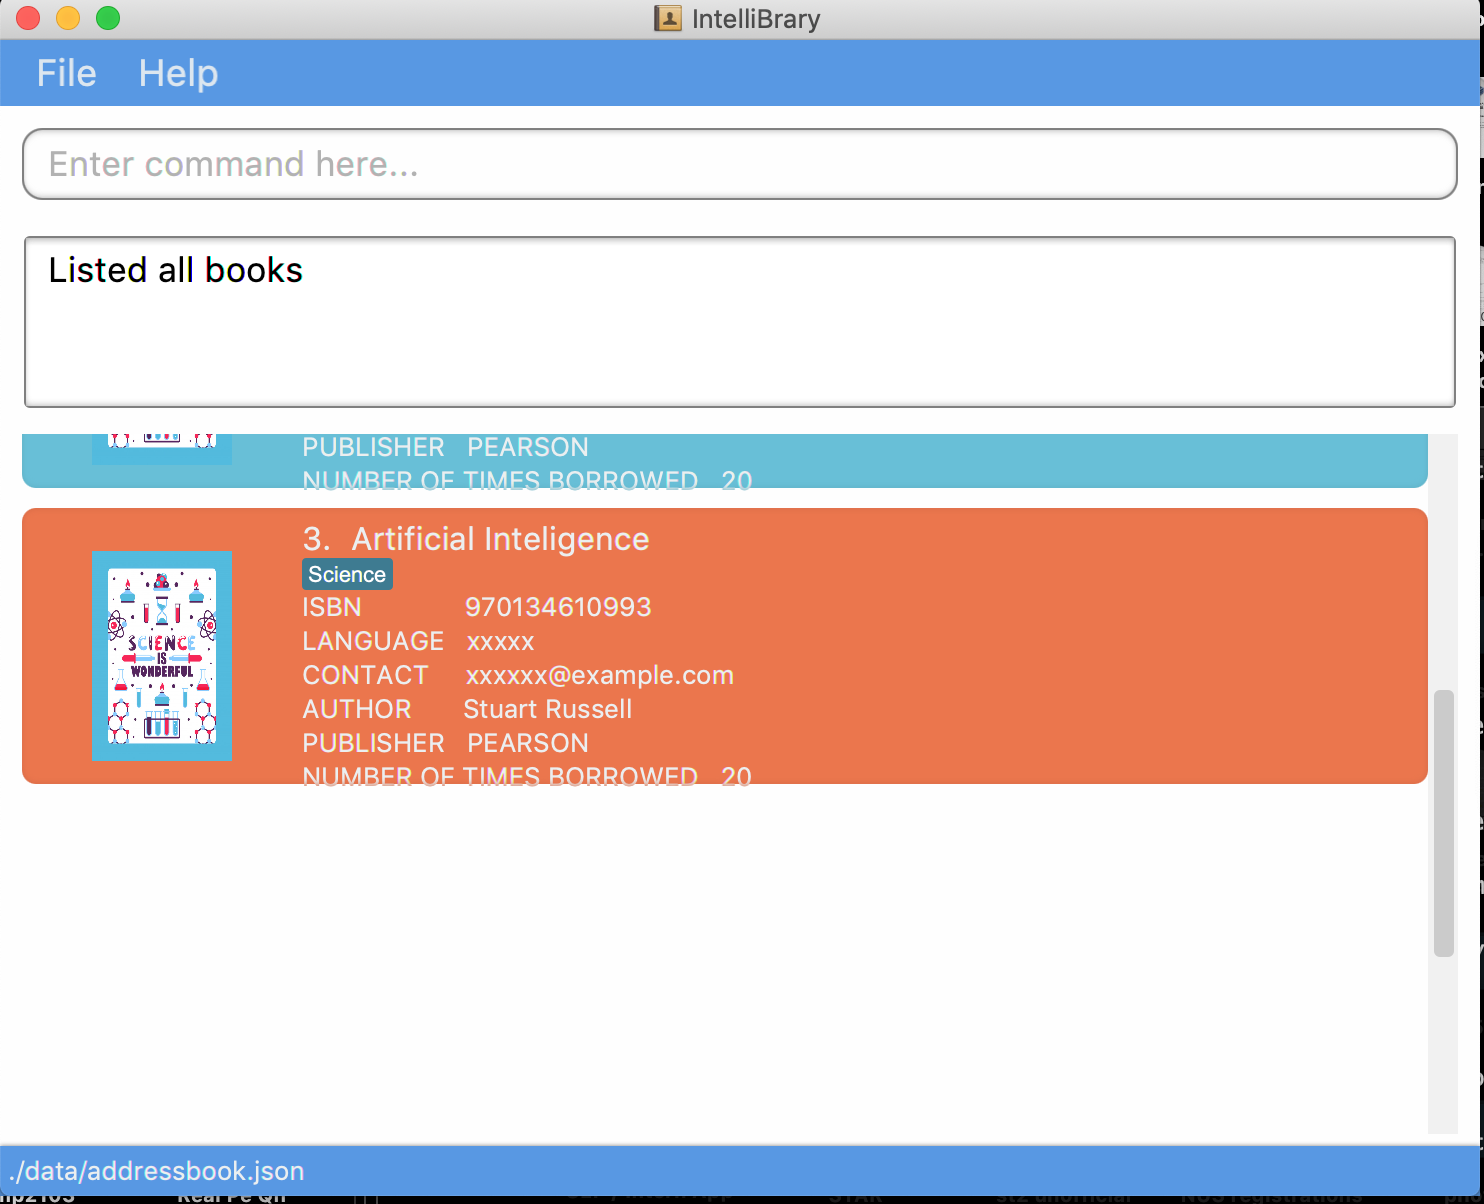 IntelliBrary
File Help
Enter command here...
Listed all books
PUBLISHER PEARSON
NUMBER OF TIMES BORROWED 20
3. Artificial Inteligence
Science
ISBN 970134610993
LANGUAGE xxxxx
CONTACT xxxxxx@example.com
AUTHOR Stuart Russell
PUBLISHER PEARSON
NUMBER OF TIMES BORROWED 20
SCIENCE
IS
WONDERFUL
./data/addressbook.json